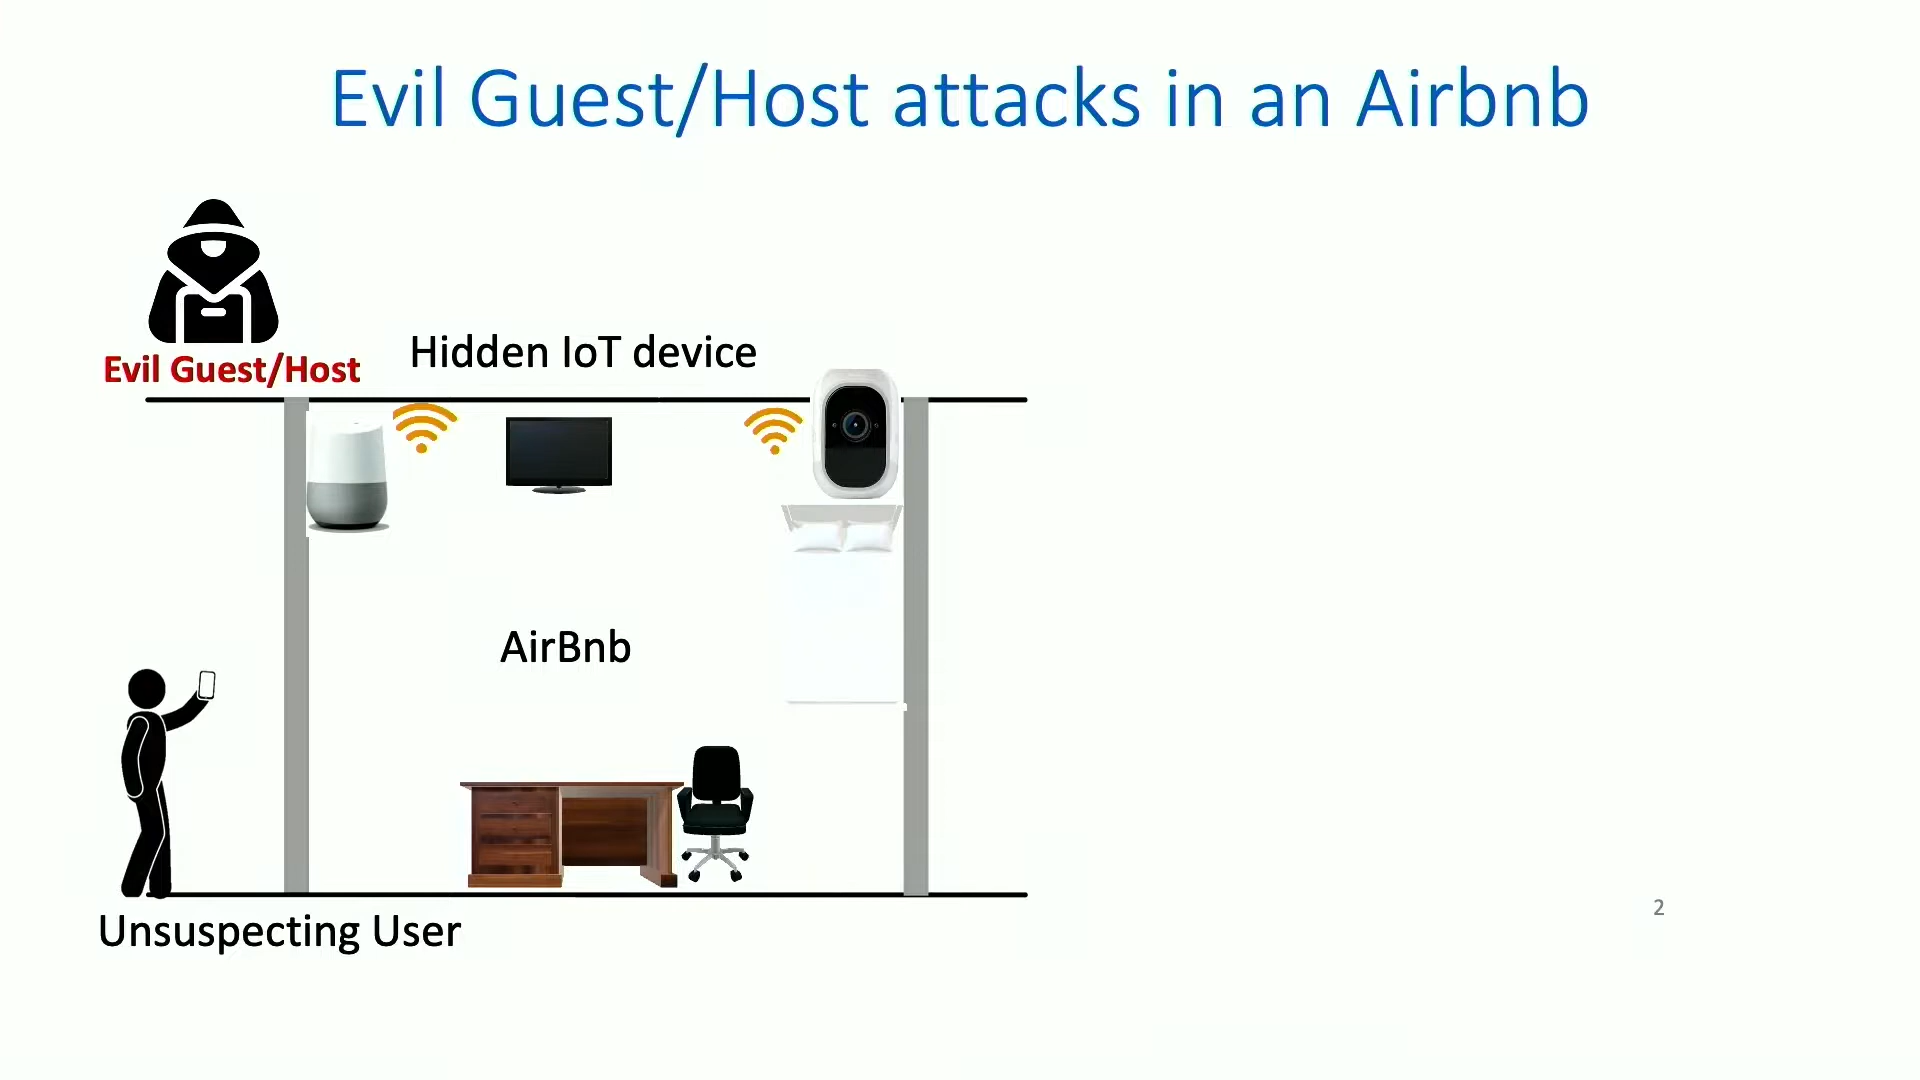 Evil Guest/Host attacks in an Airbnb
Evil Guest/Host
Hidden IoT device
AirBnb
Unsuspecting User
2